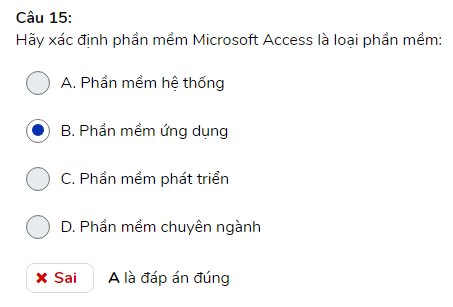 Câu 15:
Hãy xác định phần mềm Microsoft Access là loại phần mềm:
A. Phần mềm hệ thống
B. Phần mềm ứng dụng
C. Phần mềm phát triển
D. Phần mềm chuyên ngành
✖ Sai A là đáp án đúng